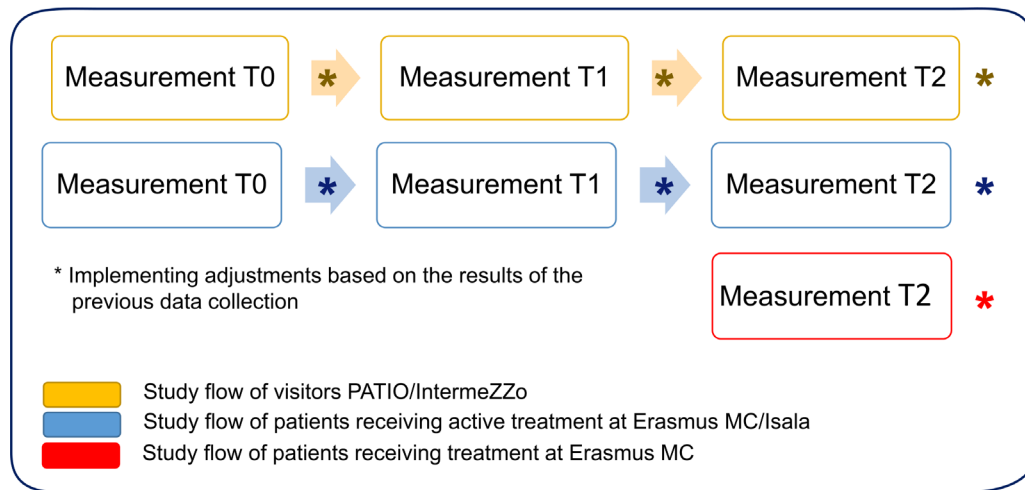 Measurement T0 * Measurement T1 * Measurement T2 *
Measurement T0 * Measurement T1 * Measurement T2 *
* Implementing adjustments based on the results of the
previous data collection
Measurement T2 *
Study flow of visitors PATIO/IntermeZZo
Study flow of patients receiving active treatment at Erasmus MC/Isala
Study flow of patients receiving treatment at Erasmus MC